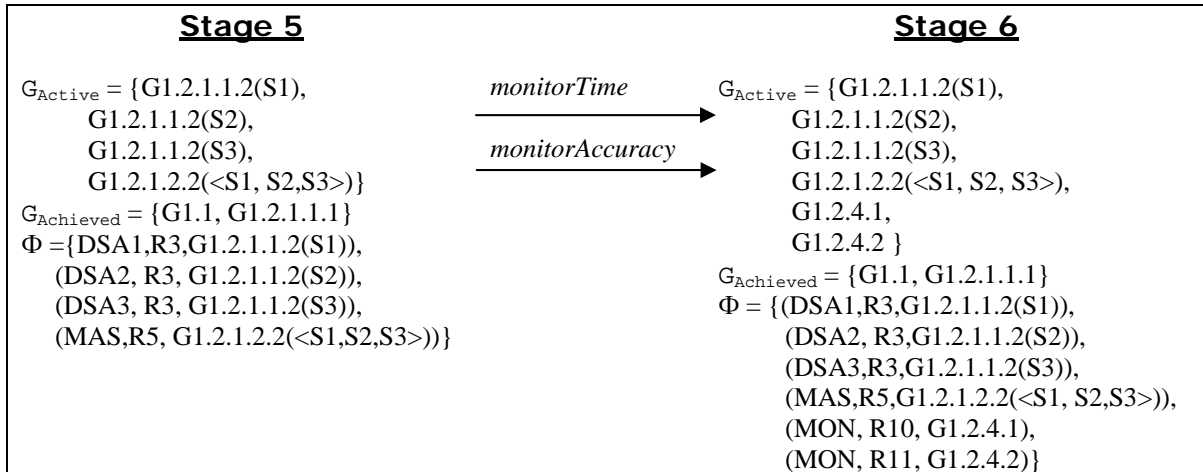 Stage 5
G_Active = {G1.2.1.1.2(S1),
G1.2.1.1.2(S2),
G1.2.1.1.2(S3),
G1.2.1.2.2(<S1, S2,S3>)}
G_Achieved = {G1.1, G1.2.1.1.1}
Φ ={DSA1,R3,G1.2.1.1.2(S1)),
(DSA2, R3, G1.2.1.1.2(S2)),
(DSA3, R3, G1.2.1.1.2(S3)),
(MAS,R5, G1.2.1.2.2(<S1,S2,S3>))}
monitorTime
monitorAccuracy
Stage 6
G_Active = {G1.2.1.1.2(S1),
G1.2.1.1.2(S2),
G1.2.1.1.2(S3),
G1.2.1.2.2(<S1, S2, S3>),
G1.2.4.1,
G1.2.4.2 }
G_Achieved = {G1.1, G1.2.1.1.1}
Φ = {(DSA1,R3,G1.2.1.1.2(S1)),
(DSA2, R3,G1.2.1.1.2(S2)),
(DSA3,R3,G1.2.1.1.2(S3)),
(MAS,R5,G1.2.1.2.2(<S1, S2,S3>)),
(MON, R10, G1.2.4.1),
(MON, R11, G1.2.4.2)}